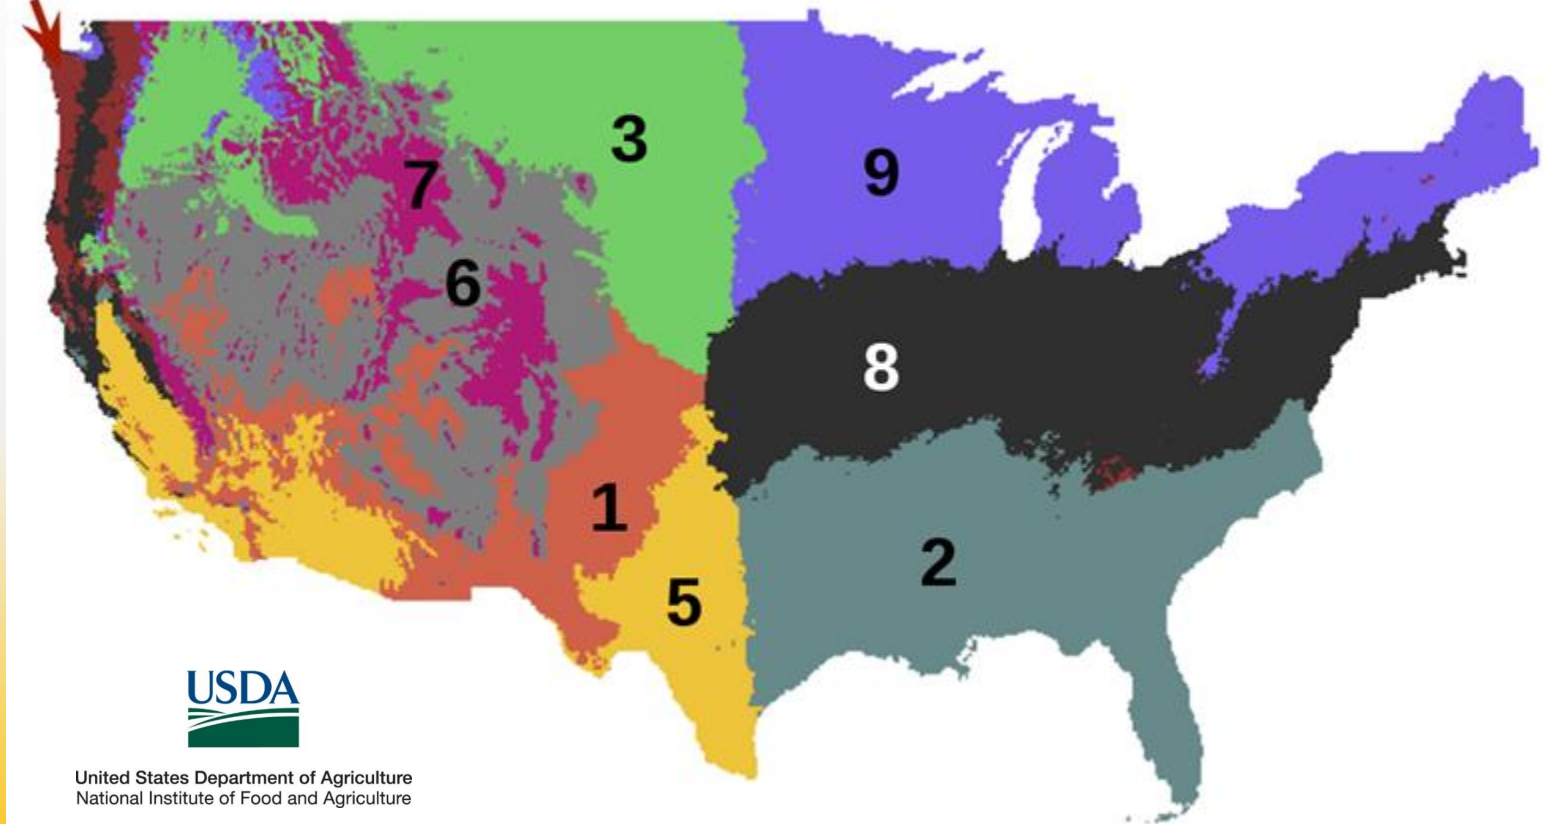 3
9
7
6
8
1
2
5
USDA
United States Department of Agriculture
National Institute of Food and Agriculture